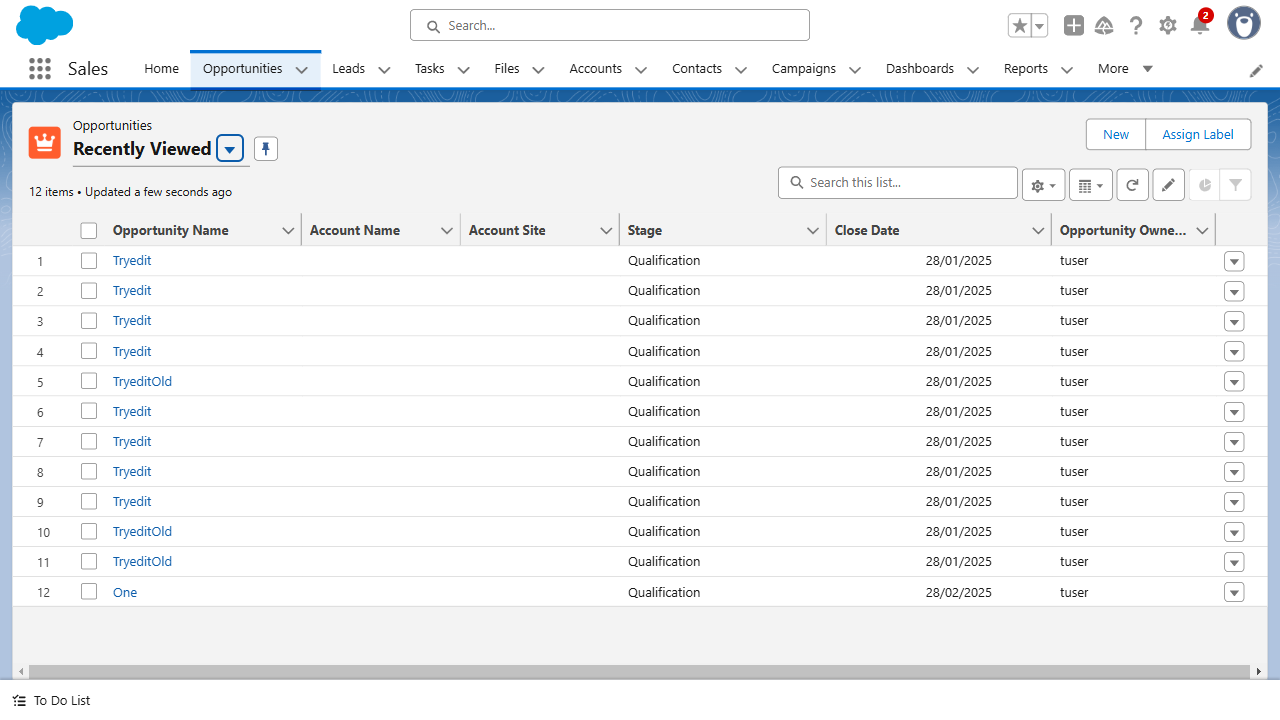 Search...
2
Sales
Home
Opportunities
Leads
Tasks
Files
Accounts
Contacts
Campaigns
Dashboards
Reports
More
Opportunities
Recently Viewed
New
Assign Label
12 items • Updated a few seconds ago
Search this list...
Opportunity Name Account Name Account Site Stage Close Date Opportunity Owne...
1 Tryedit Qualification 28/01/2025 tuser
2 Tryedit Qualification 28/01/2025 tuser
3 Tryedit Qualification 28/01/2025 tuser
4 Tryedit Qualification 28/01/2025 tuser
5 TryeditOld Qualification 28/01/2025 tuser
6 Tryedit Qualification 28/01/2025 tuser
7 Tryedit Qualification 28/01/2025 tuser
8 Tryedit Qualification 28/01/2025 tuser
9 Tryedit Qualification 28/01/2025 tuser
10 TryeditOld Qualification 28/01/2025 tuser
11 TryeditOld Qualification 28/01/2025 tuser
12 One Qualification 28/02/2025 tuser
To Do List